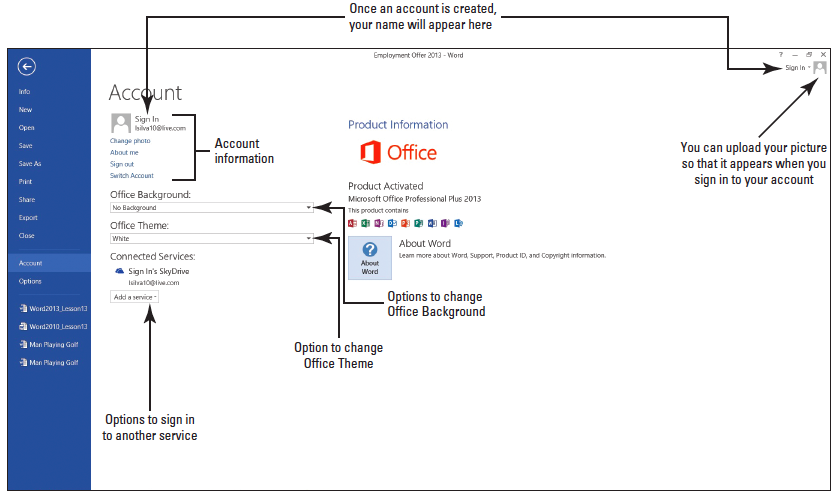 Once an account is created,
your name will appear here
Employment Offer 2013 - Word
?
Sign in
Info
New
Open
Save
Save As
Print
Share
Export
Close
Account
Options
Word2013_Lesson13
Word2010_Lesson13
Man Playing Golf
Man Playing Golf
Account
Sign In
lsilva10@live.com
Change photo
About me
Sign out
Switch Account
Account
information
Office Background:
No Background
Office Theme:
White
Connected Services:
Sign In's SkyDrive
lsilva10@live.com
Add a service
Product Information
Office
Product Activated
Microsoft Office Professional Plus 2013
This product contains
?
About
Word
About Word
Learn more about Word, Support, Product ID, and Copyright information.
You can upload your picture
so that it appears when you
sign in to your account
Options to change
Office Background
Option to change
Office Theme
Options to sign in
to another service